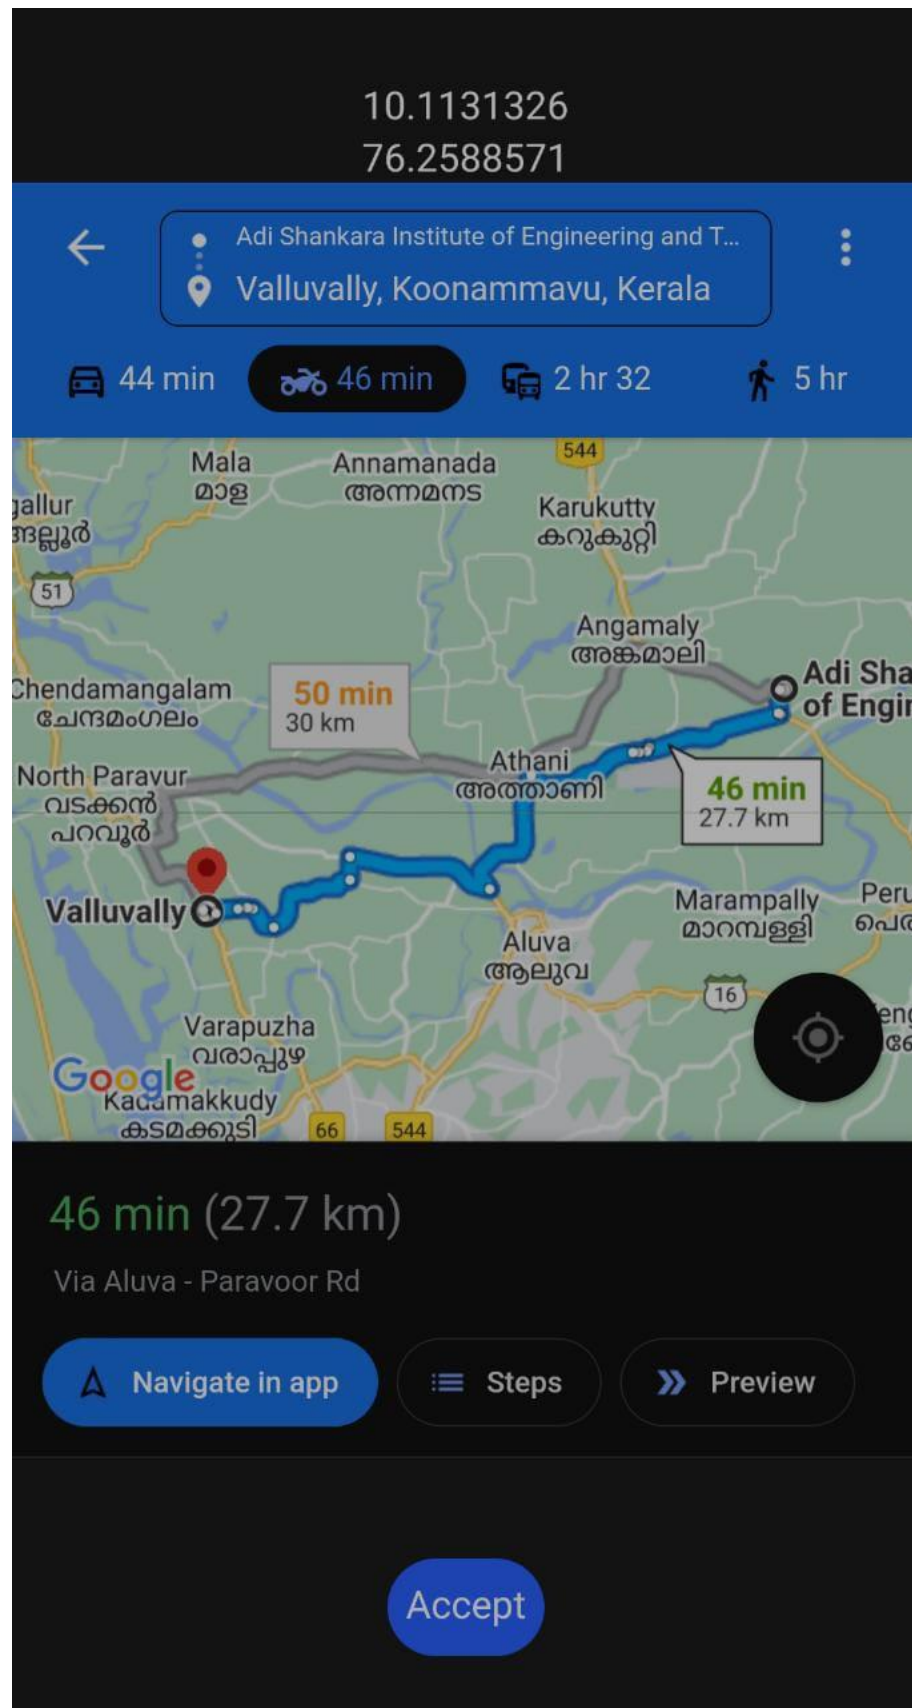 10.1131326
76.2588571
Adi Shankara Institute of Engineering and T...
Valluvally, Koonammavu, Kerala
44 min
46 min
2 hr 32
5 hr
544
Mala
മാള
Annamanada
അന്നമനട
gallur
Karukutty
കറുകുറ്റി
51
Angamaly
അങ്കമാലി
Adi Sha
of Engir
Chendamangalam
ചേന്ദമംഗലം
50 min
30 km
Athani
അത്താണി
North Paravur
വടക്കൻ
പറവൂർ
46 min
27.7 km
Valluvally
Marampally
മാറമ്പള്ളി
Peru
Aluva
ആലുവ
16
Varapuzha
വരാപ്പുഴ
Google
Kadamakkudy
കടമക്കുടി
66
544
46 min (27.7 km)
Via Aluva - Paravoor Rd
Navigate in app
Steps
Preview
Accept